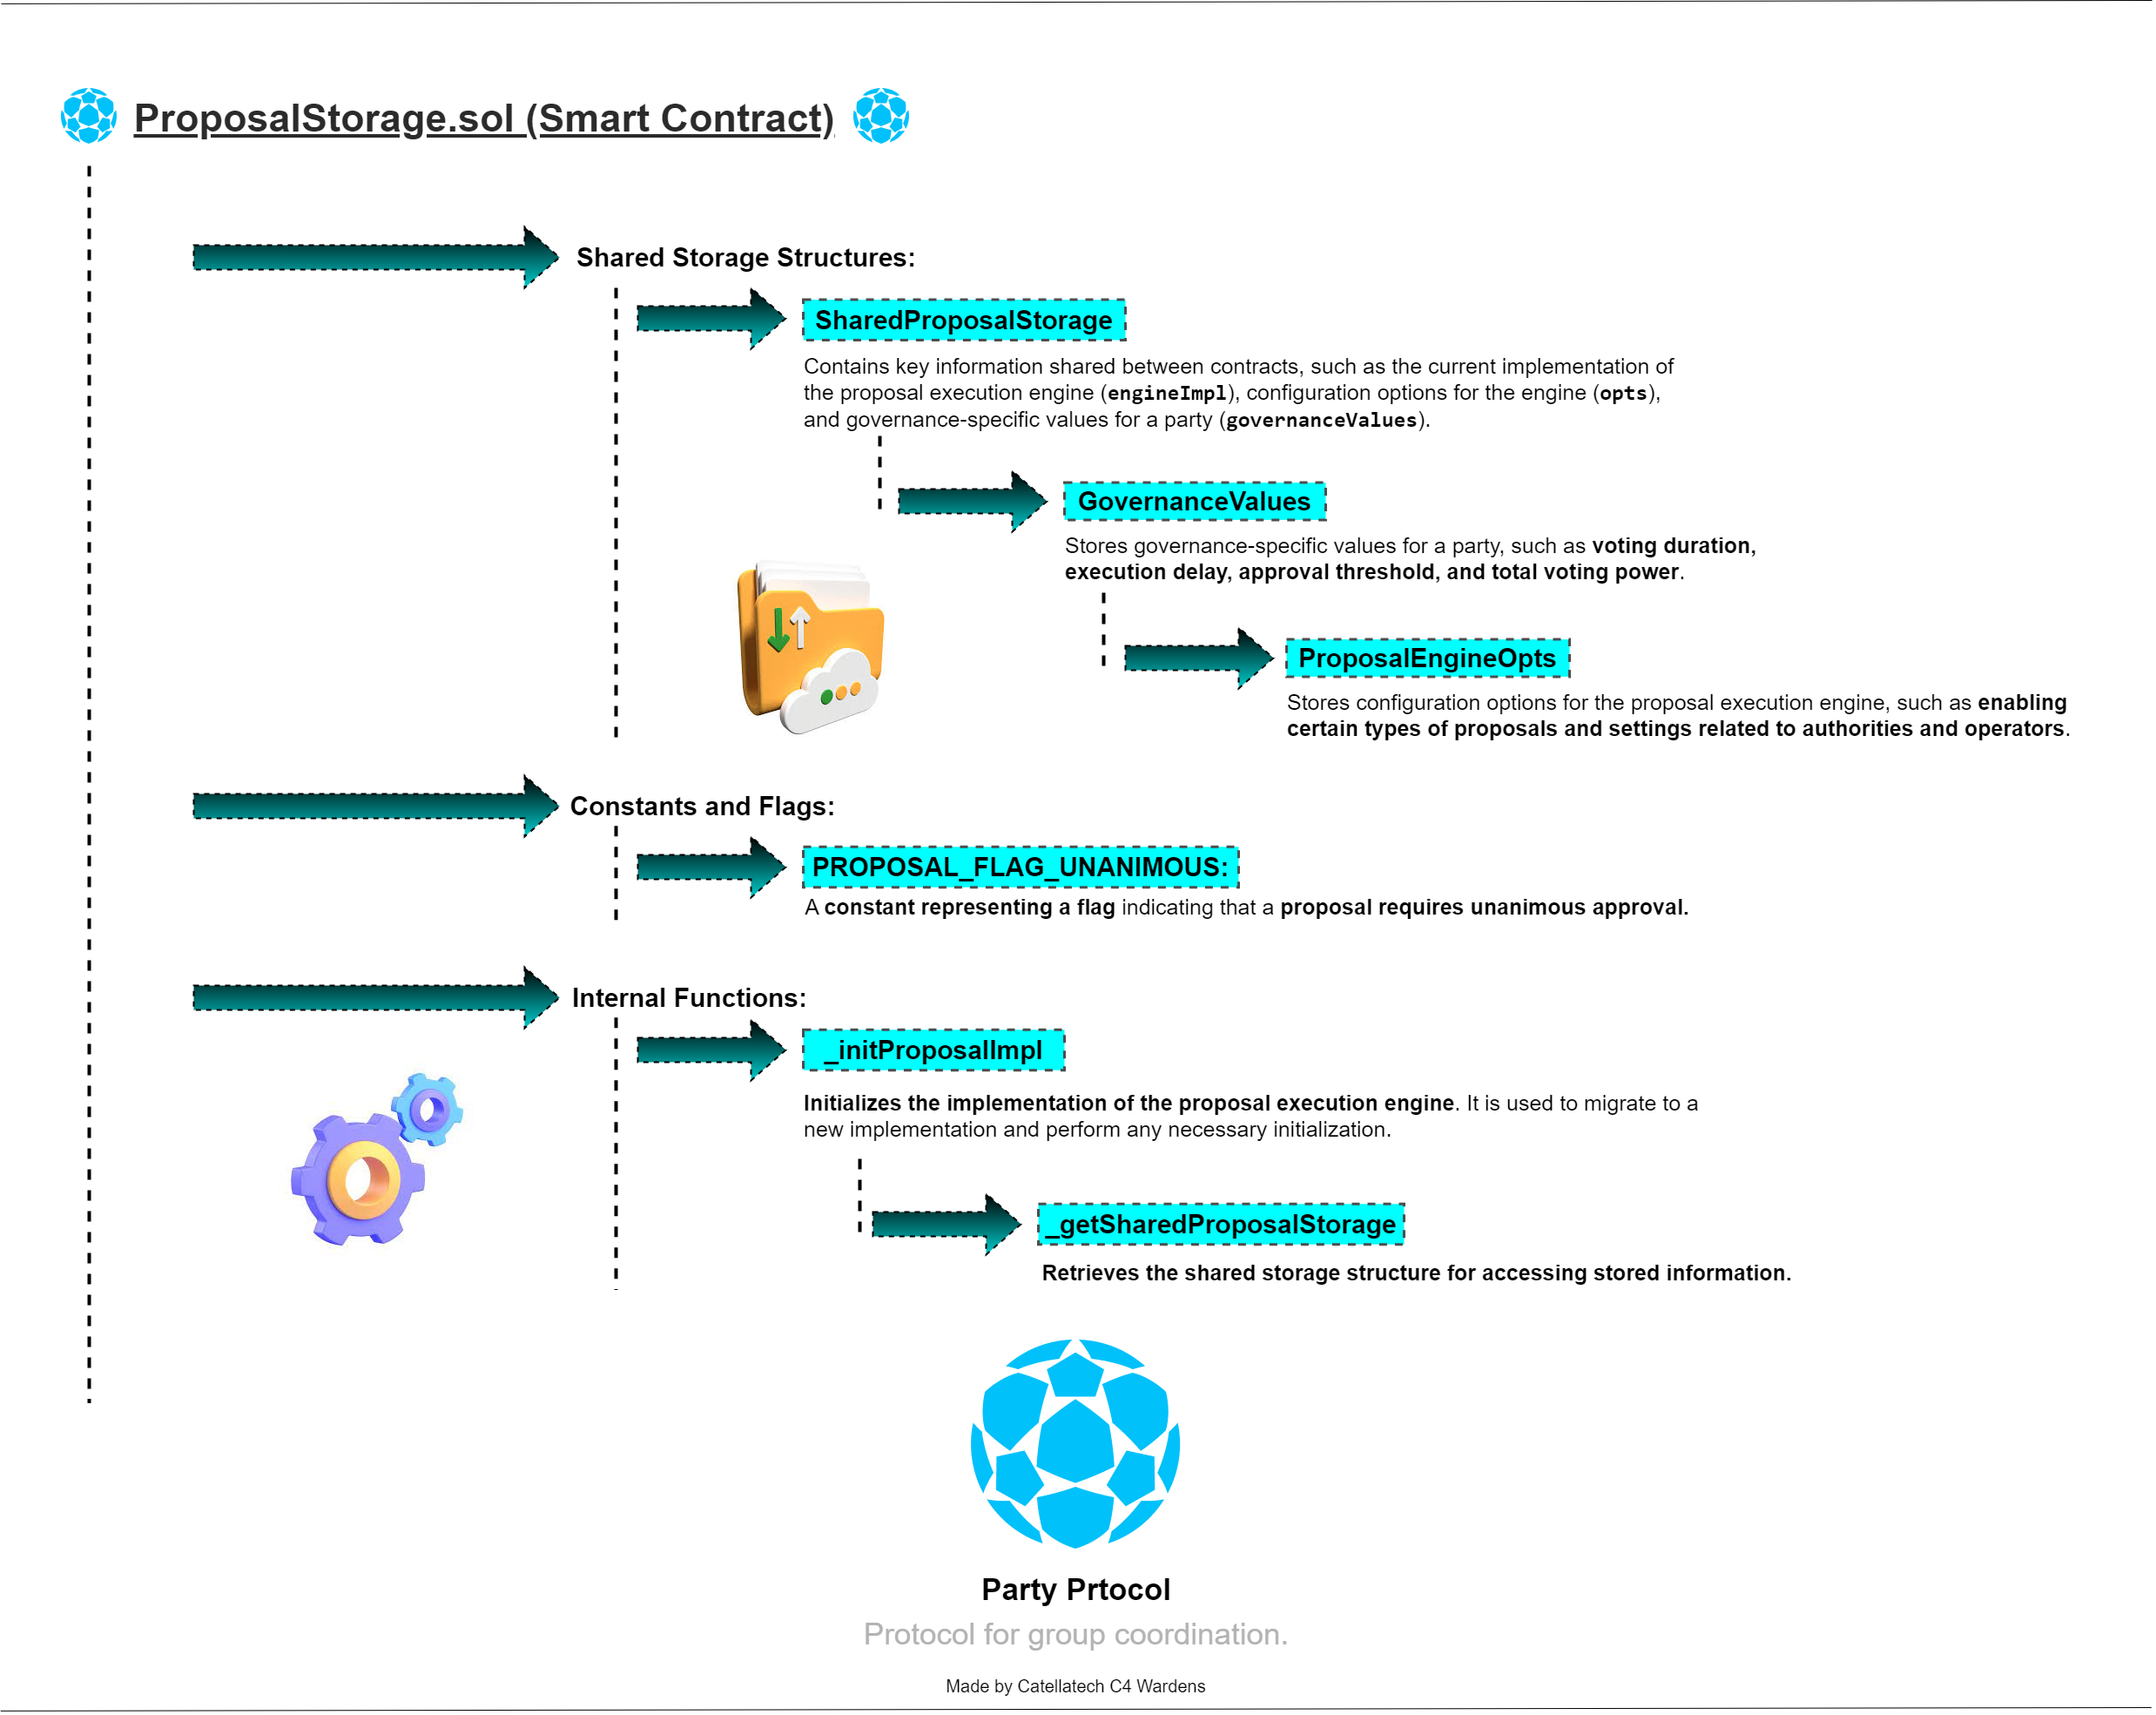 ProposalStorage.sol (Smart Contract)
Shared Storage Structures:
SharedProposalStorage
Contains key information shared between contracts, such as the current implementation of
the proposal execution engine (engineImpl), configuration options for the engine (opts),
and governance-specific values for a party (governanceValues).
GovernanceValues
Stores governance-specific values for a party, such as voting duration,
execution delay, approval threshold, and total voting power.
ProposalEngineOpts
Stores configuration options for the proposal execution engine, such as enabling
certain types of proposals and settings related to authorities and operators.
Constants and Flags:
PROPOSAL_FLAG_UNANIMOUS:
A constant representing a flag indicating that a proposal requires unanimous approval.
Internal Functions:
_initProposalImpl
Initializes the implementation of the proposal execution engine. It is used to migrate to a
new implementation and perform any necessary initialization.
_getSharedProposalStorage
Retrieves the shared storage structure for accessing stored information.
Party Prtocol
Protocol for group coordination.
Made by Catellatech C4 Wardens